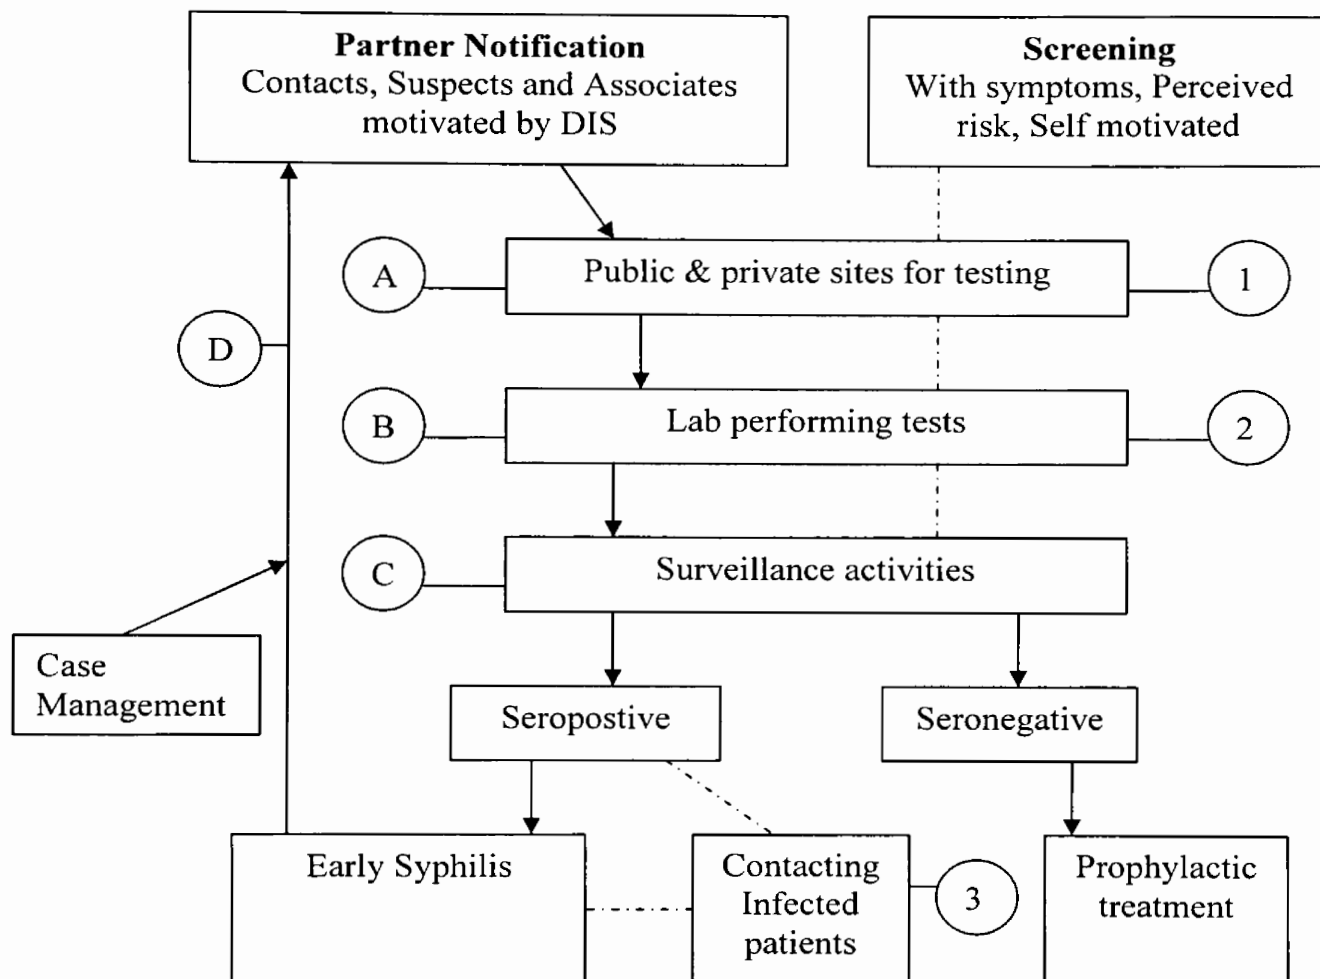 Partner Notification
Contacts, Suspects and Associates
motivated by DIS
Screening
With symptoms, Perceived
risk, Self motivated
A
Public & private sites for testing
1
D
B
Lab performing tests
2
C
Surveillance activities
Case
Management
Seropostive
Seronegative
Early Syphilis
Contacting
Infected
patients
3
Prophylactic
treatment